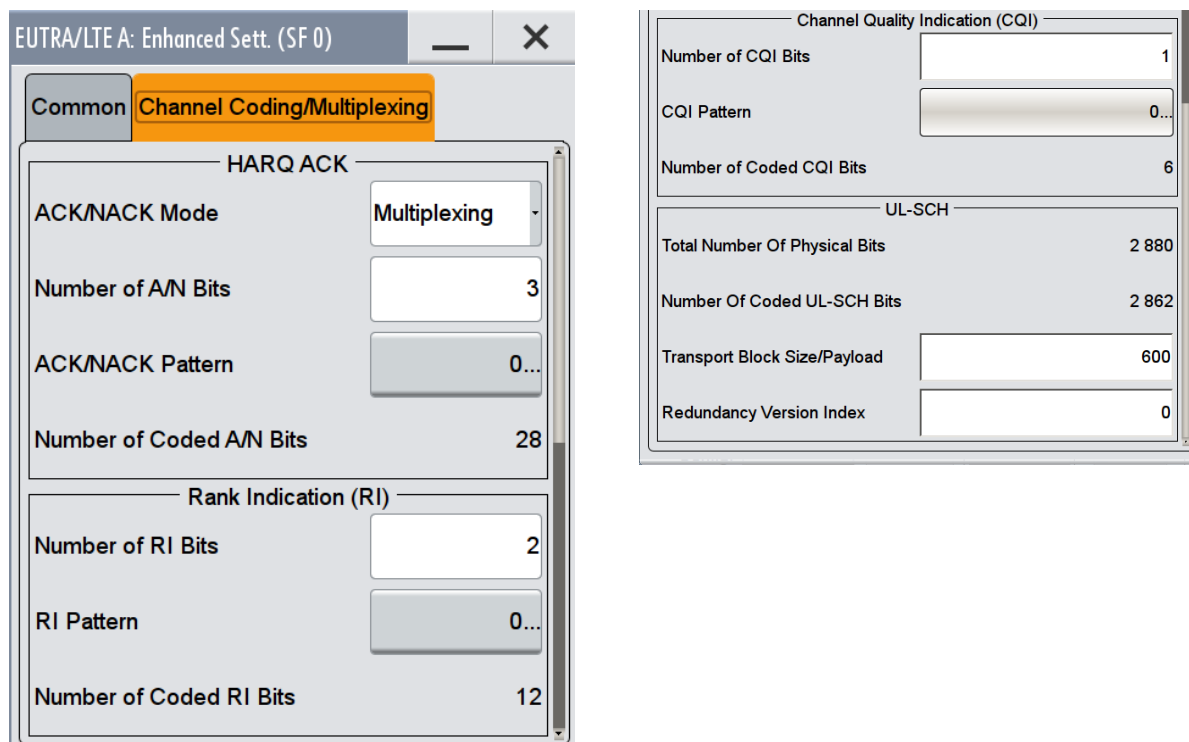 EUTRA/LTE A: Enhanced Sett. (SF 0)
Common Channel Coding/Multiplexing
HARQ ACK
ACK/NACK Mode Multiplexing
Number of A/N Bits 3
ACK/NACK Pattern 0...
Number of Coded A/N Bits 28
Rank Indication (RI)
Number of RI Bits 2
RI Pattern 0...
Number of Coded RI Bits 12
Channel Quality Indication (CQI)
Number of CQI Bits 1
CQI Pattern 0...
Number of Coded CQI Bits 6
UL-SCH
Total Number Of Physical Bits 2 880
Number Of Coded UL-SCH Bits 2 862
Transport Block Size/Payload 600
Redundancy Version Index 0